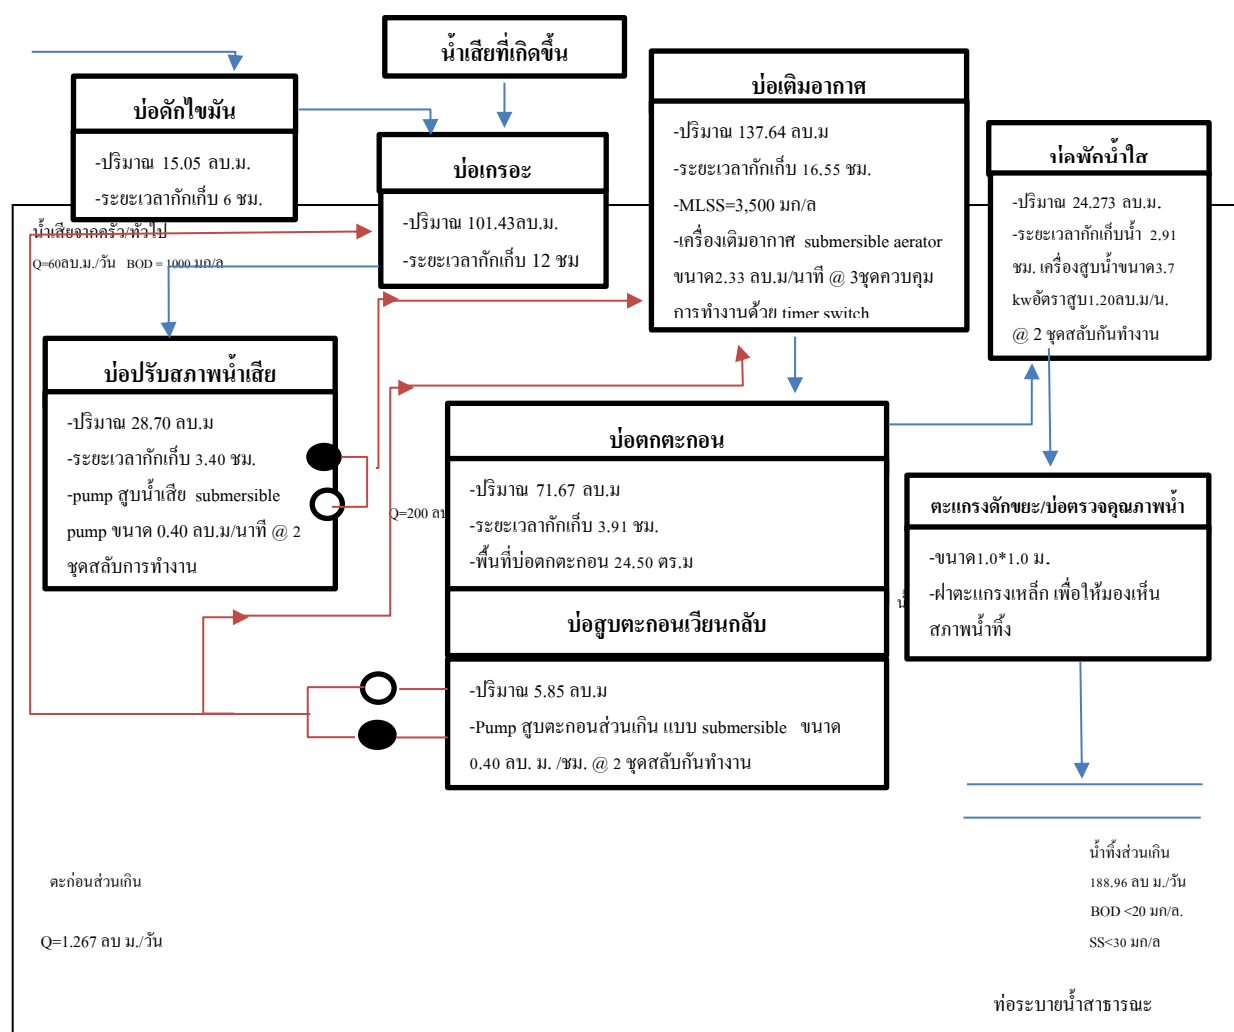 น้ำเสียที่เกิดขึ้น
บ่อดักไขมัน
-ปริมาณ 15.05 ลบ.ม.
-ระยะเวลากักเก็บ 6 ชม.
น้ำเสียจากครัว/ทั่วไป
Q=60ลบ.ม./วัน BOD = 1000 มก/ล
บ่อเกรอะ
-ปริมาณ 101.43ลบ.ม.
-ระยะเวลากักเก็บ 12 ชม
บ่อเติมอากาศ
-ปริมาณ 137.64 ลบ.ม
-ระยะเวลากักเก็บ 16.55 ชม.
-MLSS=3,500 มก/ล
-เครื่องเติมอากาศ submersible aerator
ขนาด2.33 ลบ.ม/นาที @ 3ชุดควบคุม
การทำงานด้วย timer switch
บ่อพักน้ำใส
-ปริมาณ 24.273 ลบ.ม.
-ระยะเวลากักเก็บน้ำ 2.91
ชม. เครื่องสูบน้ำขนาด3.7
kwอัตราสูบ1.20ลบ.ม/น.
@ 2 ชุดสลับกันทำงาน
บ่อปรับสภาพน้ำเสีย
-ปริมาณ 28.70 ลบ.ม
-ระยะเวลากักเก็บ 3.40 ชม.
-pump สูบน้ำเสีย submersible
pump ขนาด 0.40 ลบ.ม/นาที @ 2
ชุดสลับการทำงาน
Q=200 ลบ
บ่อตกตะกอน
-ปริมาณ 71.67 ลบ.ม
-ระยะเวลากักเก็บ 3.91 ชม.
-พื้นที่บ่อตกตะกอน 24.50 ตร.ม
บ่อสูบตะกอนเวียนกลับ
-ปริมาณ 5.85 ลบ.ม
-Pump สูบตะกอนส่วนเกิน แบบ submersible ขนาด
0.40 ลบ. ม. /ชม. @ 2 ชุดสลับกันทำงาน
ตะแกรงดักขยะ/บ่อตรวจคุณภาพน้ำ
-ขนาด1.0*1.0 ม.
-ฝาตะแกรงเหล็ก เพื่อให้มองเห็น
สภาพน้ำทิ้ง
ตะก่อนส่วนเกิน
Q=1.267 ลบ ม./วัน
น้ำทิ้งส่วนเกิน
188.96 ลบ ม./วัน
BOD <20 มก/ล.
SS<30 มก/ล
ท่อระบายน้ำสาธารณะ